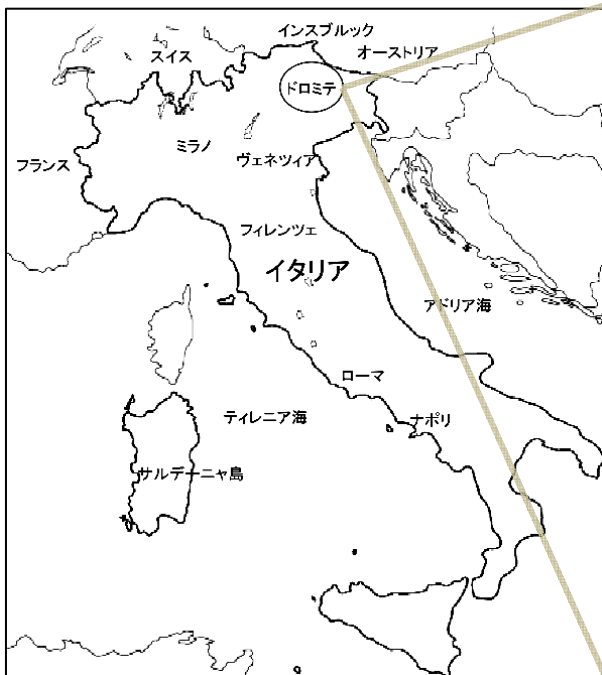 インスブルック
スイス
オーストリア
ドロミテ
ミラノ
ヴェネツィア
フランス
フィレンツェ
イタリア
アドリア海
ローマ
ティレニア海
ナポリ
サルデーニャ島